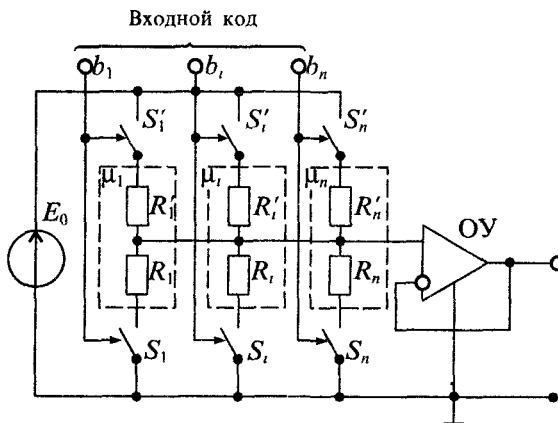 Входной код
b₁ bᵢ bₙ
S′₁ S′ᵢ S′ₙ
μ₁ μᵢ μₙ
R′₁ R′ᵢ R′ₙ
E₀ ОУ
R₁ Rᵢ Rₙ
S₁ Sᵢ Sₙ